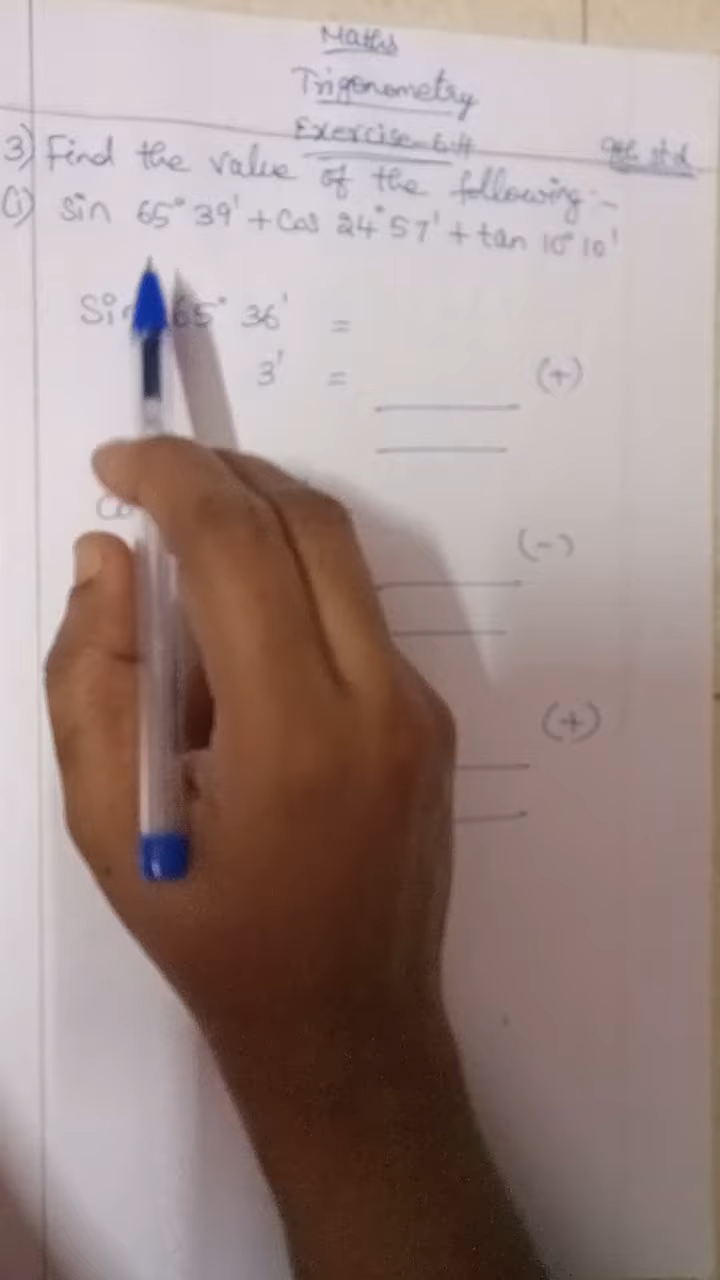 Maths
Trigonometry
Exercise-6.4
9th std
3) Find the value of the following:-
(i) Sin 65° 39' + Cos 24° 57' + tan 10° 10'
65° 36' =
3' =
(+)
(-)
(+)